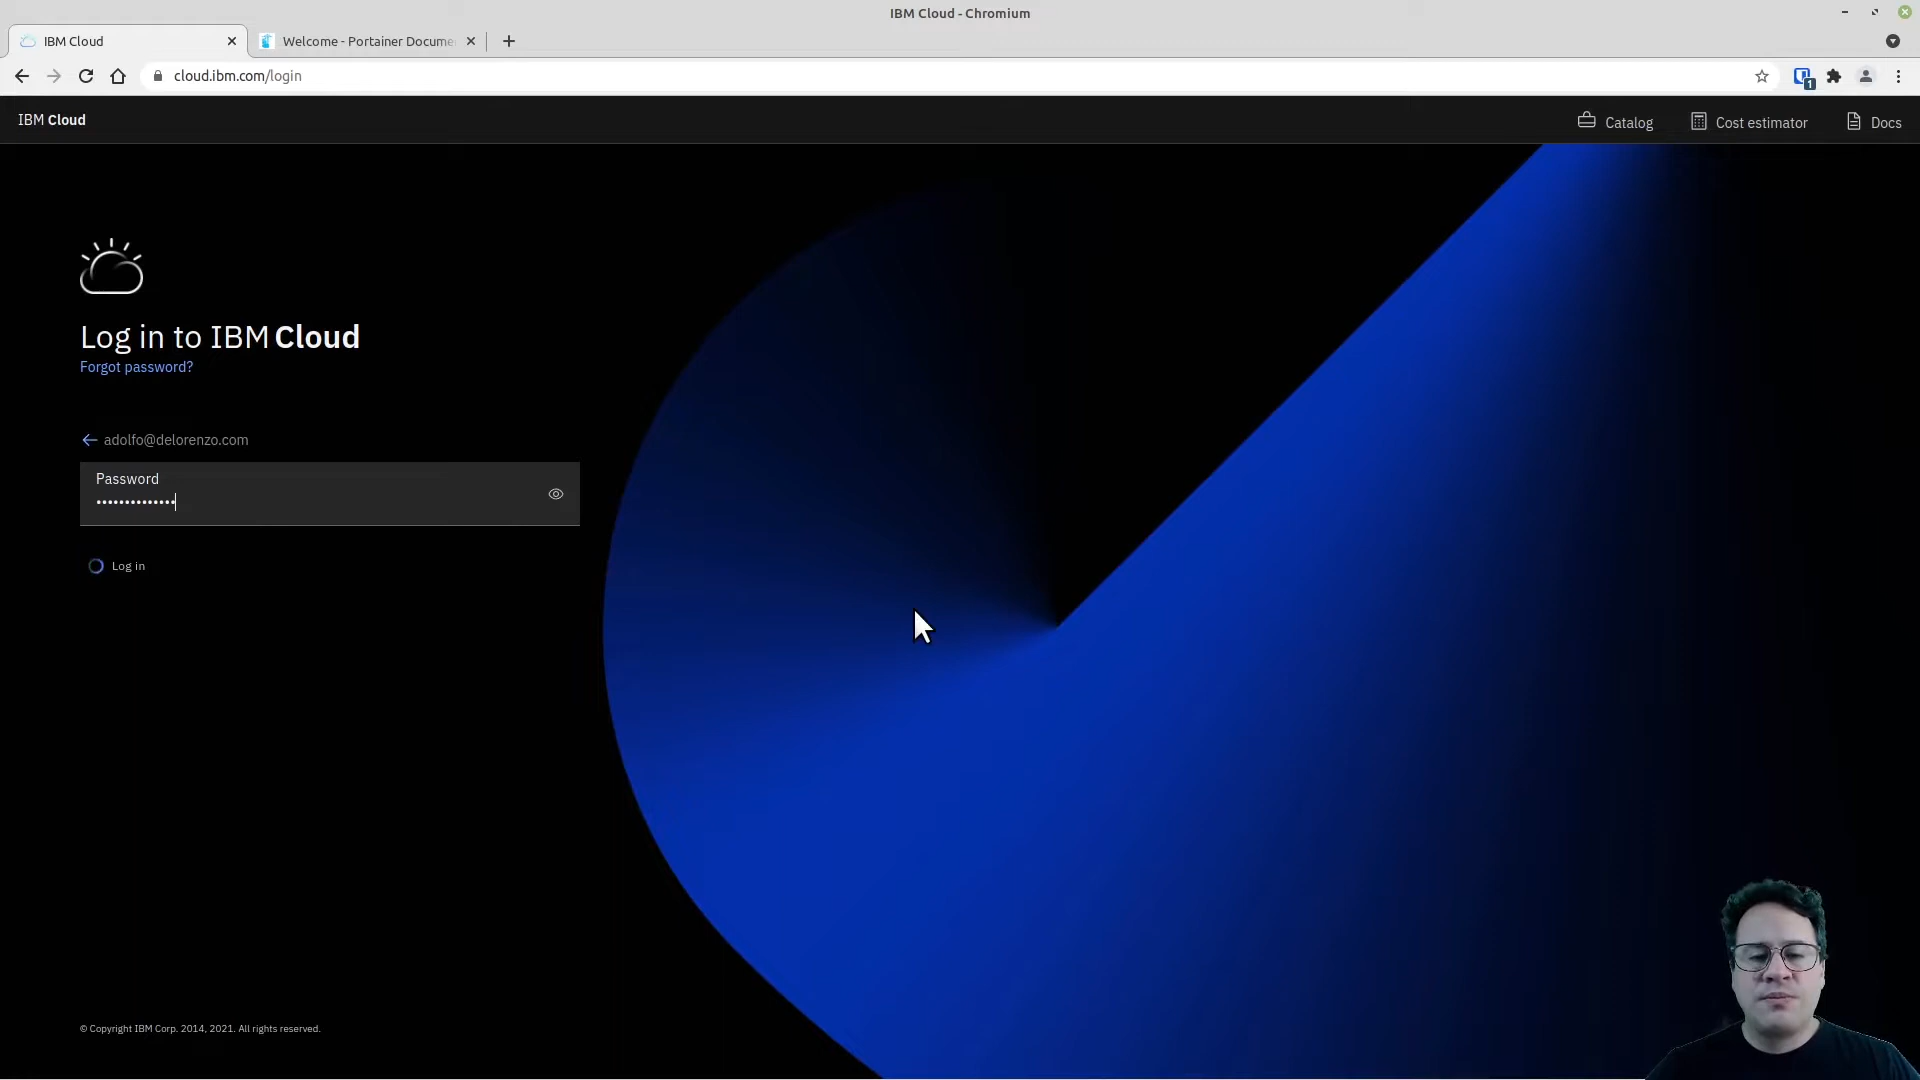 IBM Cloud - Chromium
IBM Cloud
Welcome - Portainer Docume
cloud.ibm.com/login
1
IBM Cloud
Catalog
Cost estimator
Docs
Log in to IBM Cloud
Forgot password?
adolfo@delorenzo.com
Password
••••••••••••••
Log in
© Copyright IBM Corp. 2014, 2021. All rights reserved.